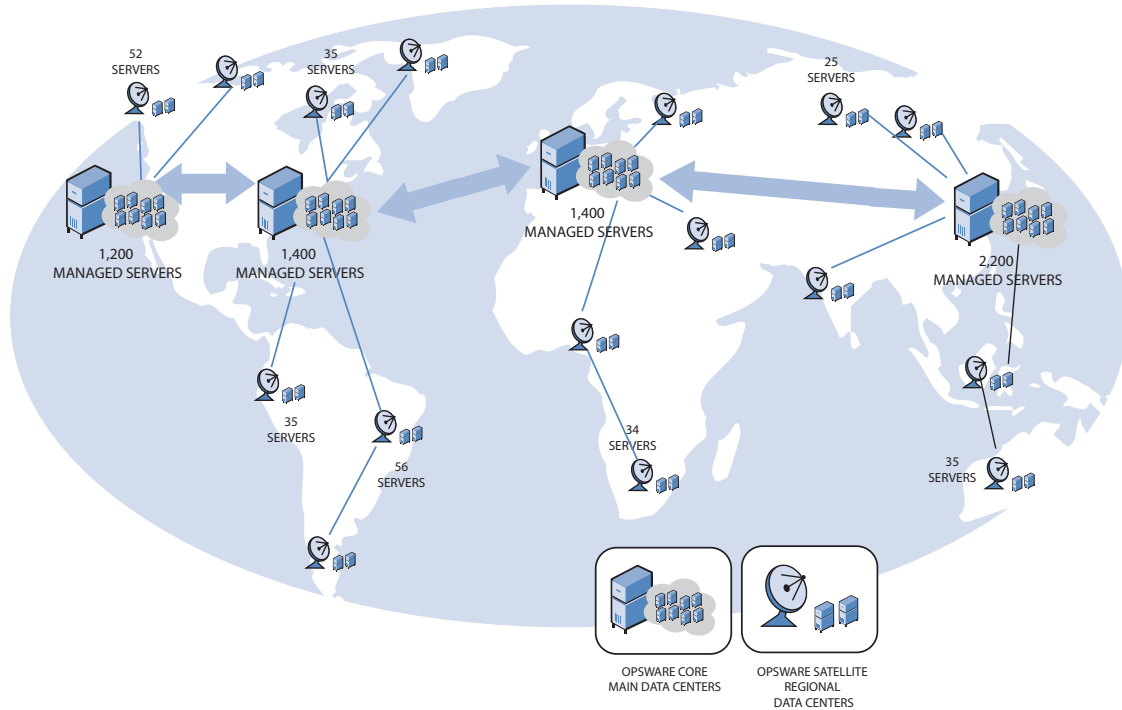 52
SERVERS
35
SERVERS
25
SERVERS
1,200
MANAGED SERVERS
1,400
MANAGED SERVERS
1,400
MANAGED SERVERS
2,200
MANAGED SERVERS
35
SERVERS
56
SERVERS
34
SERVERS
35
SERVERS
OPSWARE CORE
MAIN DATA CENTERS
OPSWARE SATELLITE
REGIONAL
DATA CENTERS